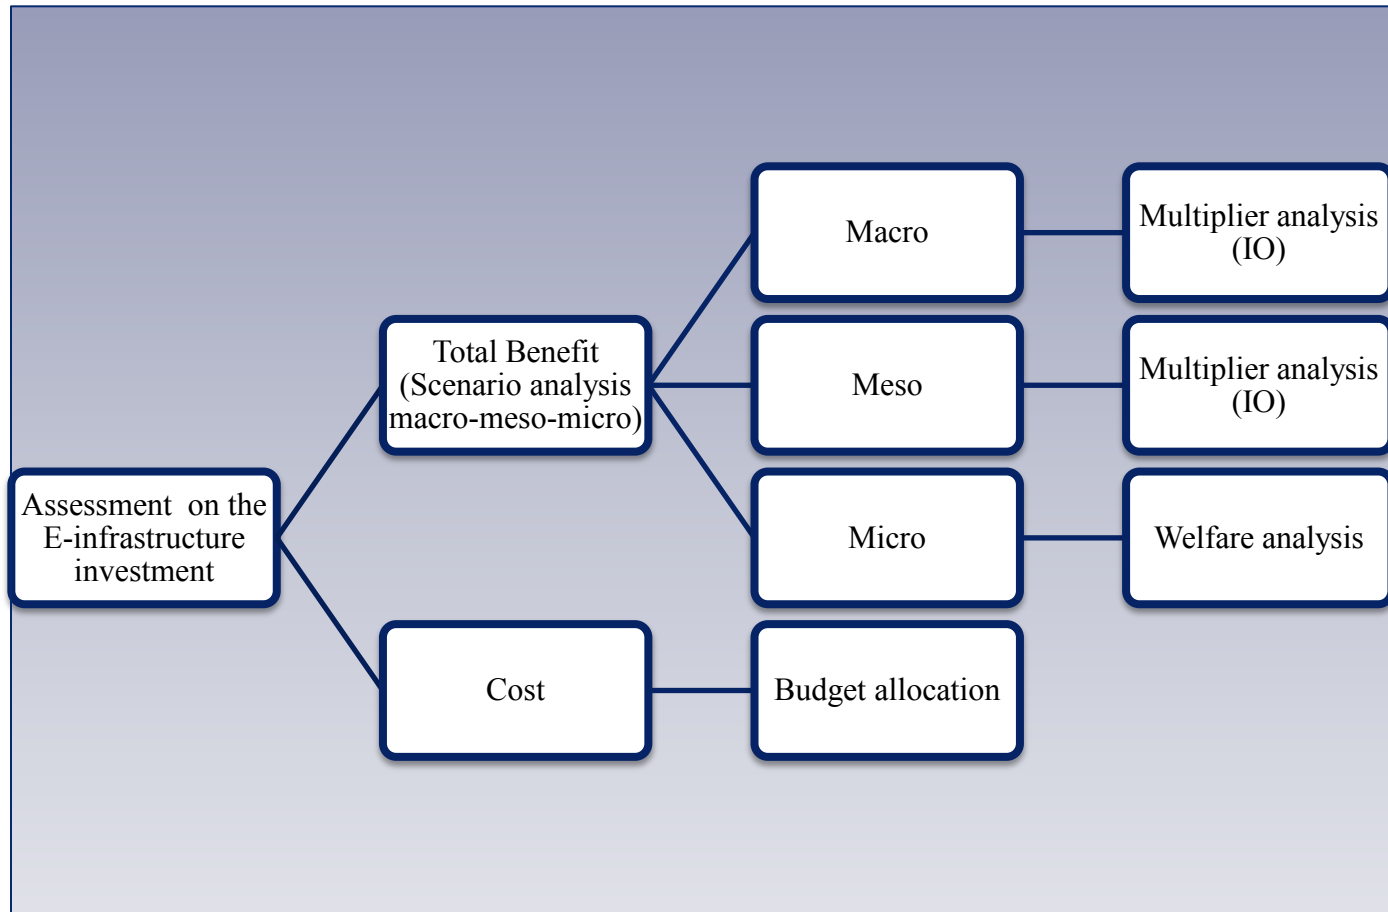 Assessment  on the
E-infrastructure
investment
Total Benefit
(Scenario analysis
macro-meso-micro)
Macro
Multiplier analysis
(IO)
Meso
Multiplier analysis
(IO)
Micro
Welfare analysis
Cost
Budget allocation